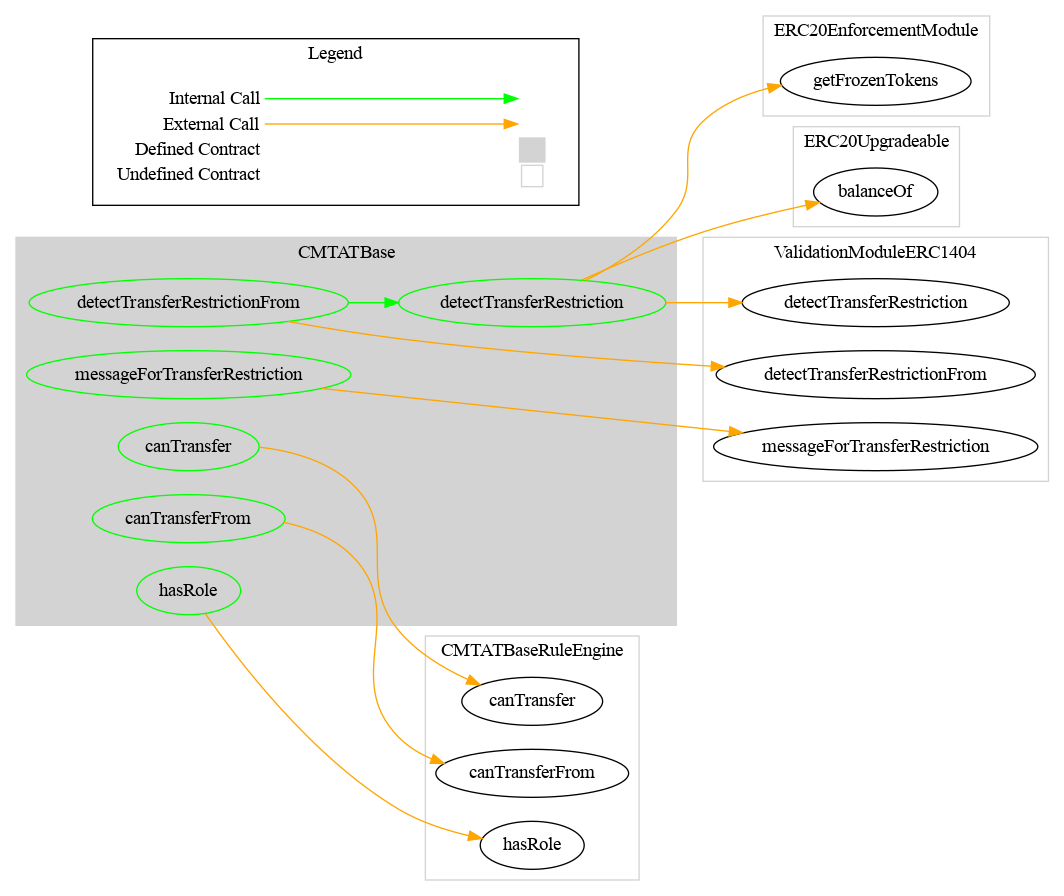 Legend
Internal Call
External Call
Defined Contract
Undefined Contract
ERC20EnforcementModule
getFrozenTokens
ERC20Upgradeable
balanceOf
CMTATBase
detectTransferRestrictionFrom
detectTransferRestriction
messageForTransferRestriction
canTransfer
canTransferFrom
hasRole
ValidationModuleERC1404
detectTransferRestriction
detectTransferRestrictionFrom
messageForTransferRestriction
CMTATBaseRuleEngine
canTransfer
canTransferFrom
hasRole